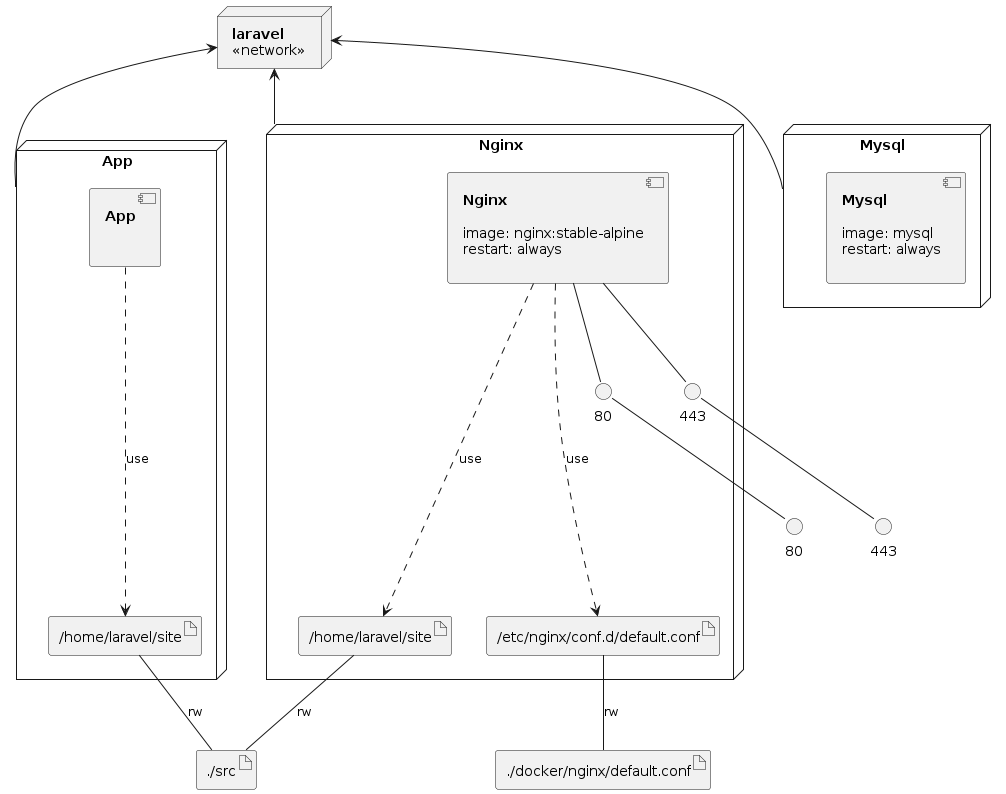 laravel
«network»
App
Nginx
Mysql
App
Nginx
image: nginx:stable-alpine
restart: always
Mysql
image: mysql
restart: always
80
443
use
use
use
80
443
/home/laravel/site
/home/laravel/site
/etc/nginx/conf.d/default.conf
rw
rw
rw
./src
./docker/nginx/default.conf